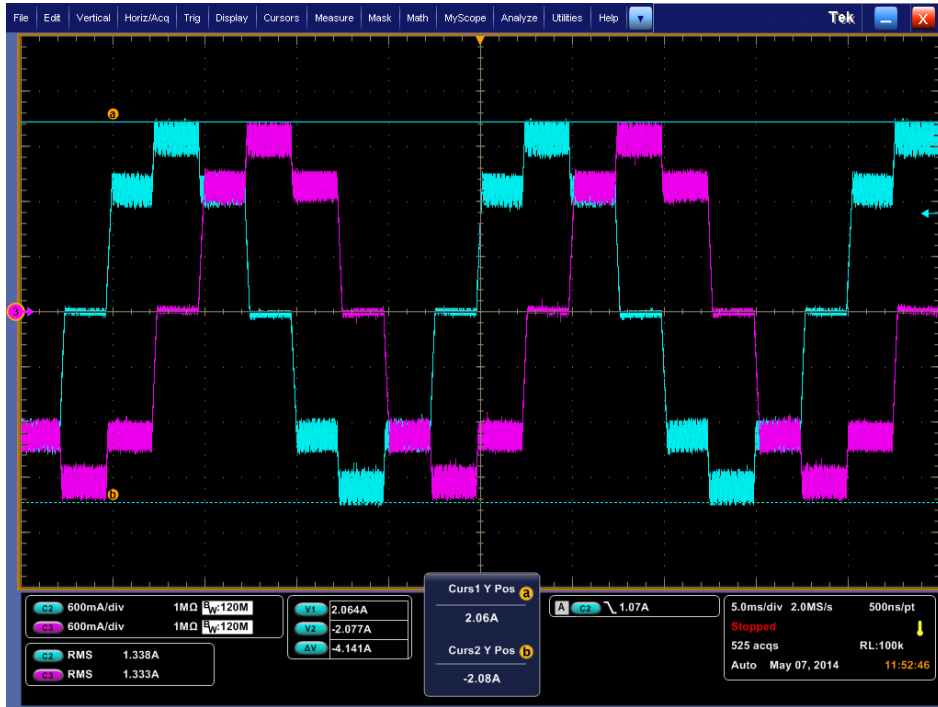 File Edit Vertical Horiz/Acq Trig Display Cursors Measure Mask Math MyScope Analyze Utilities Help Tek X
a
3
b
C2 600mA/div 1MΩ BW:120M
C3 600mA/div 1MΩ BW:120M
C2 RMS 1.338A
C3 RMS 1.333A
V1 2.064A
V2 -2.077A
ΔV -4.141A
Curs1 Y Pos a
2.06A
Curs2 Y Pos b
-2.08A
A C2 1.07A
5.0ms/div 2.0MS/s 500ns/pt
Stopped
525 acqs RL:100k
Auto May 07, 2014 11:52:46